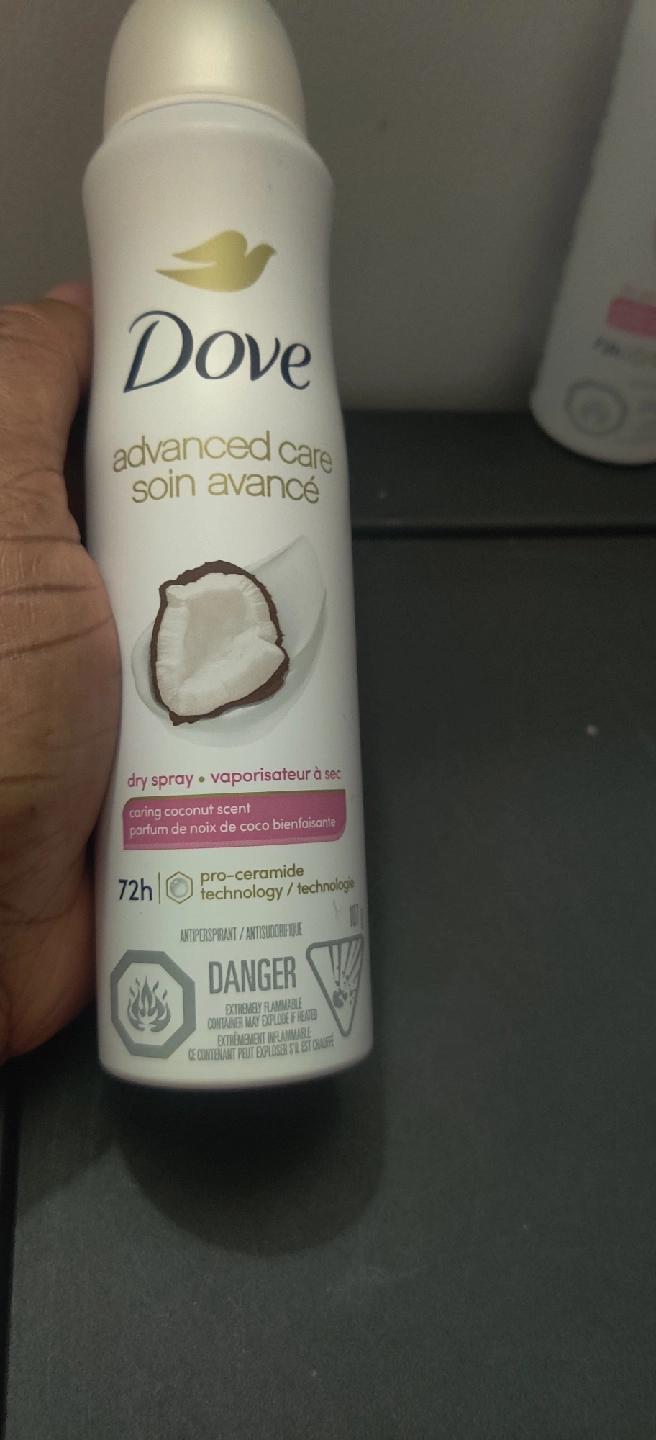 Dove
advanced care
soin avancé
dry spray • vaporisateur à sec
caring coconut scent
parfum de noix de coco bienfaisante
72h
pro-ceramide
technology / technologie
107 g
ANTIPERSPIRANT / ANTISUDORIFIQUE
DANGER
EXTREMELY FLAMMABLE
CONTAINER MAY EXPLODE IF HEATED
EXTRÊMEMENT INFLAMMABLE
CE CONTENANT PEUT EXPLOSER S'IL EST CHAUFFÉ